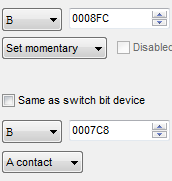 B 0008FC
Set momentary Disabled
Same as switch bit device
B 0007C8
A contact